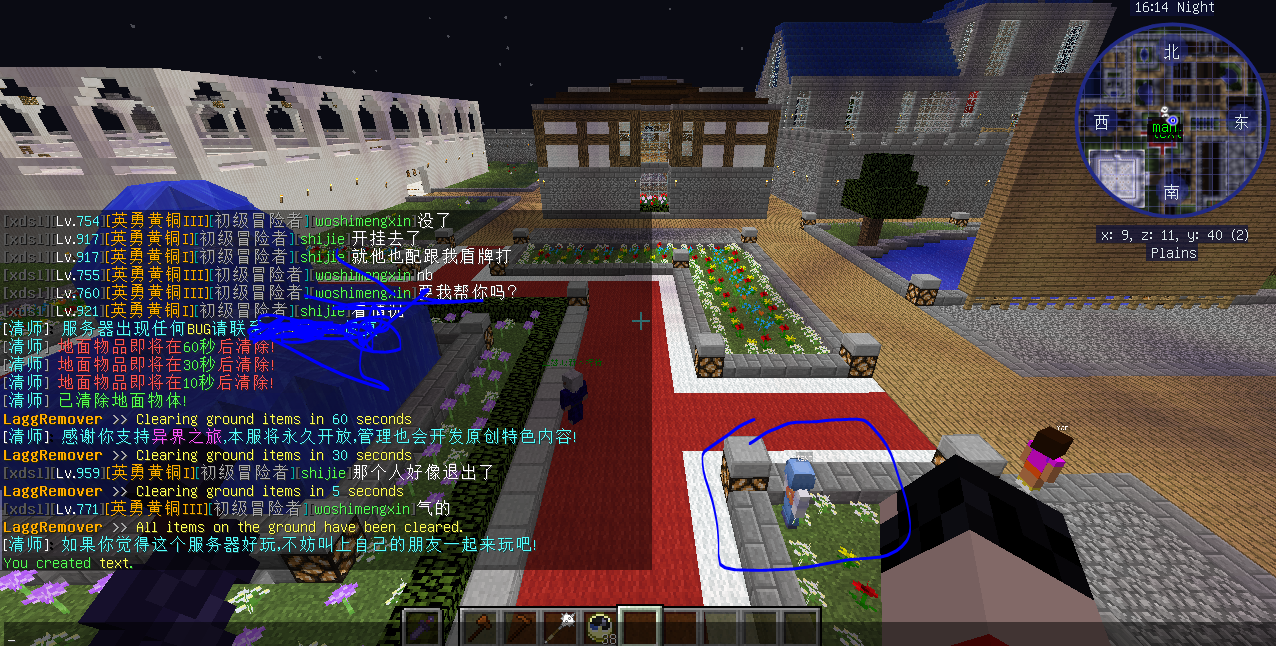 16:14 Night
北
西
东
man.
text
南
x: 9, z: 11, y: 40 (2)
Plains
[xdsl][Lv.754][英勇黄铜III][初级冒险者][woshimengxin]没了
[xdsl][Lv.917][英勇黄铜I][初级冒险者][shijie]开挂去了
[xdsl][Lv.917][英勇黄铜I][初级冒险者][shijie]就他也配跟我盾牌打
[xdsl][Lv.755][英勇黄铜III][初级冒险者][woshimengxin]nb
[xdsl][Lv.760][英勇黄铜III][初级冒险者][woshimengxin]要我帮你吗?
[xdsl][Lv.921][英勇黄铜I][初级冒险者][shijie]看情况
[清师] 服务器出现任何BUG请联系
[清师] 地面物品即将在60秒后清除!
[清师] 地面物品即将在30秒后清除!
[清师] 地面物品即将在10秒后清除!
[清师] 已清除地面物体!
LaggRemover >> Clearing ground items in 60 seconds
[清师] 感谢你支持异界之旅,本服将永久开放,管理也会开发原创特色内容!
LaggRemover >> Clearing ground items in 30 seconds
[xdsl][Lv.959][英勇黄铜I][初级冒险者][shijie]那个人好像退出了
LaggRemover >> Clearing ground items in 5 seconds
[xdsl][Lv.771][英勇黄铜III][初级冒险者][woshimengxin]气的
LaggRemover >> All items on the ground have been cleared.
[清师] 如果你觉得这个服务器好玩,不妨叫上自己的朋友一起来玩吧!
You created text.
text
38
_